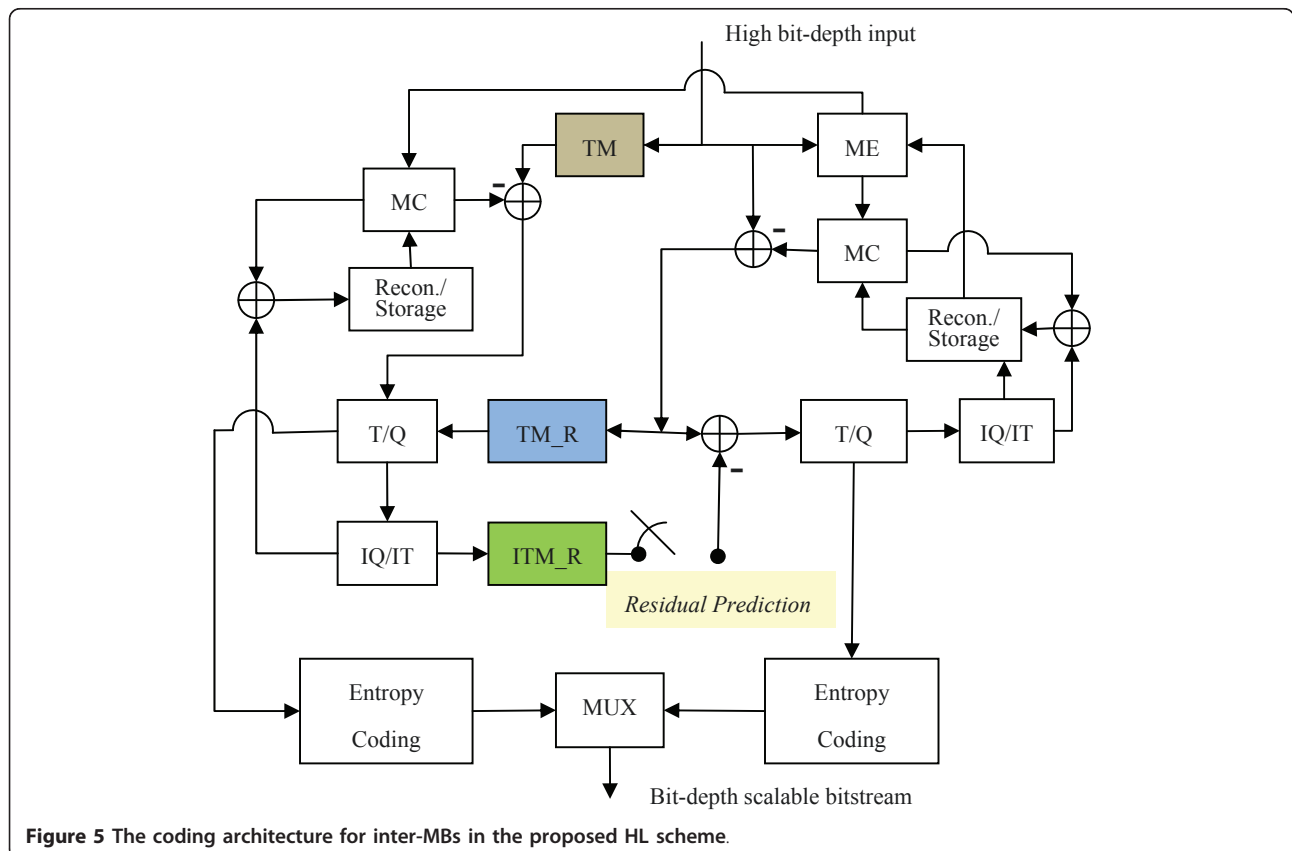 High bit-depth input
TM
ME
MC
-
-
MC
Recon./
Storage
Recon./
Storage
T/Q
TM_R
T/Q
IQ/IT
-
IQ/IT
ITM_R
Residual Prediction
Entropy
Coding
MUX
Entropy
Coding
Bit-depth scalable bitstream
Figure 5 The coding architecture for inter-MBs in the proposed HL scheme.